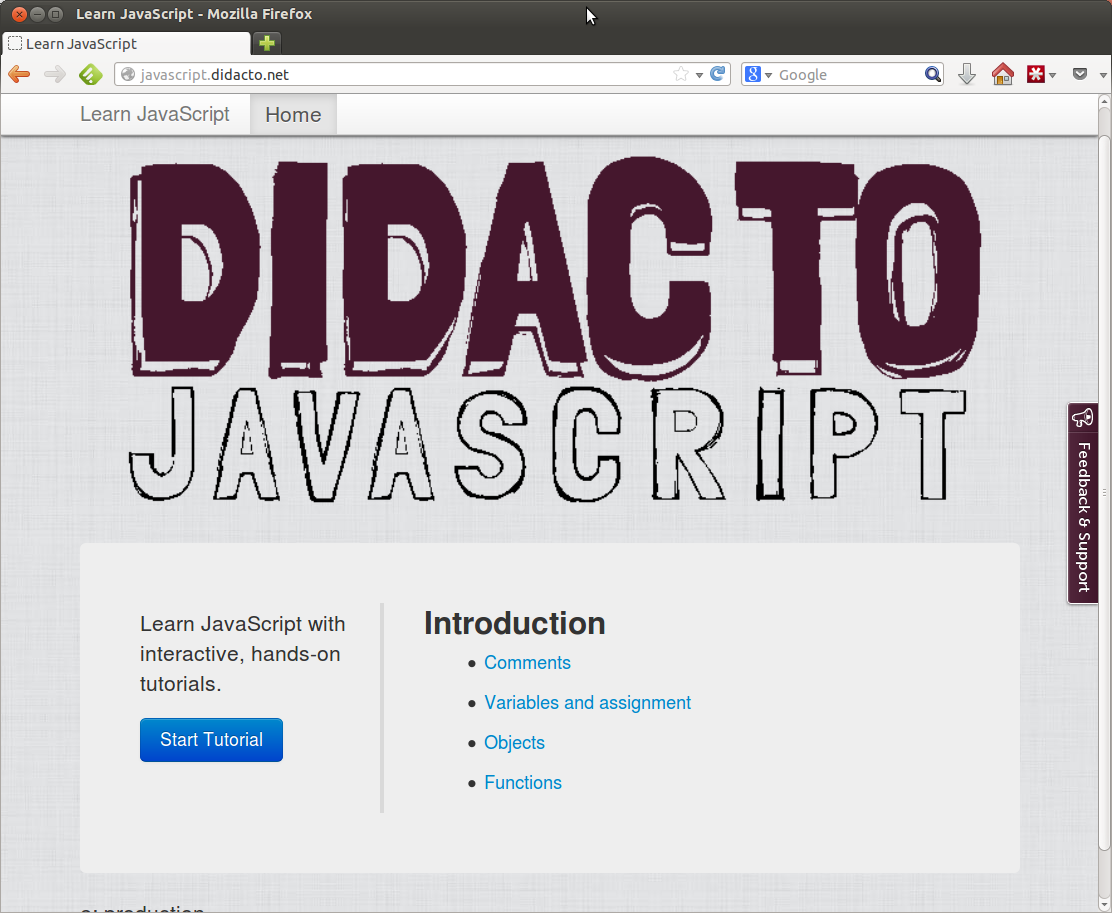 Learn JavaScript - Mozilla Firefox
Learn JavaScript
javascript.didacto.net
Google
Learn JavaScript
Home
DIDACTO
JAVASCRIPT
Feedback & Support
Learn JavaScript with
interactive, hands-on
tutorials.
Start Tutorial
Introduction
Comments
Variables and assignment
Objects
Functions